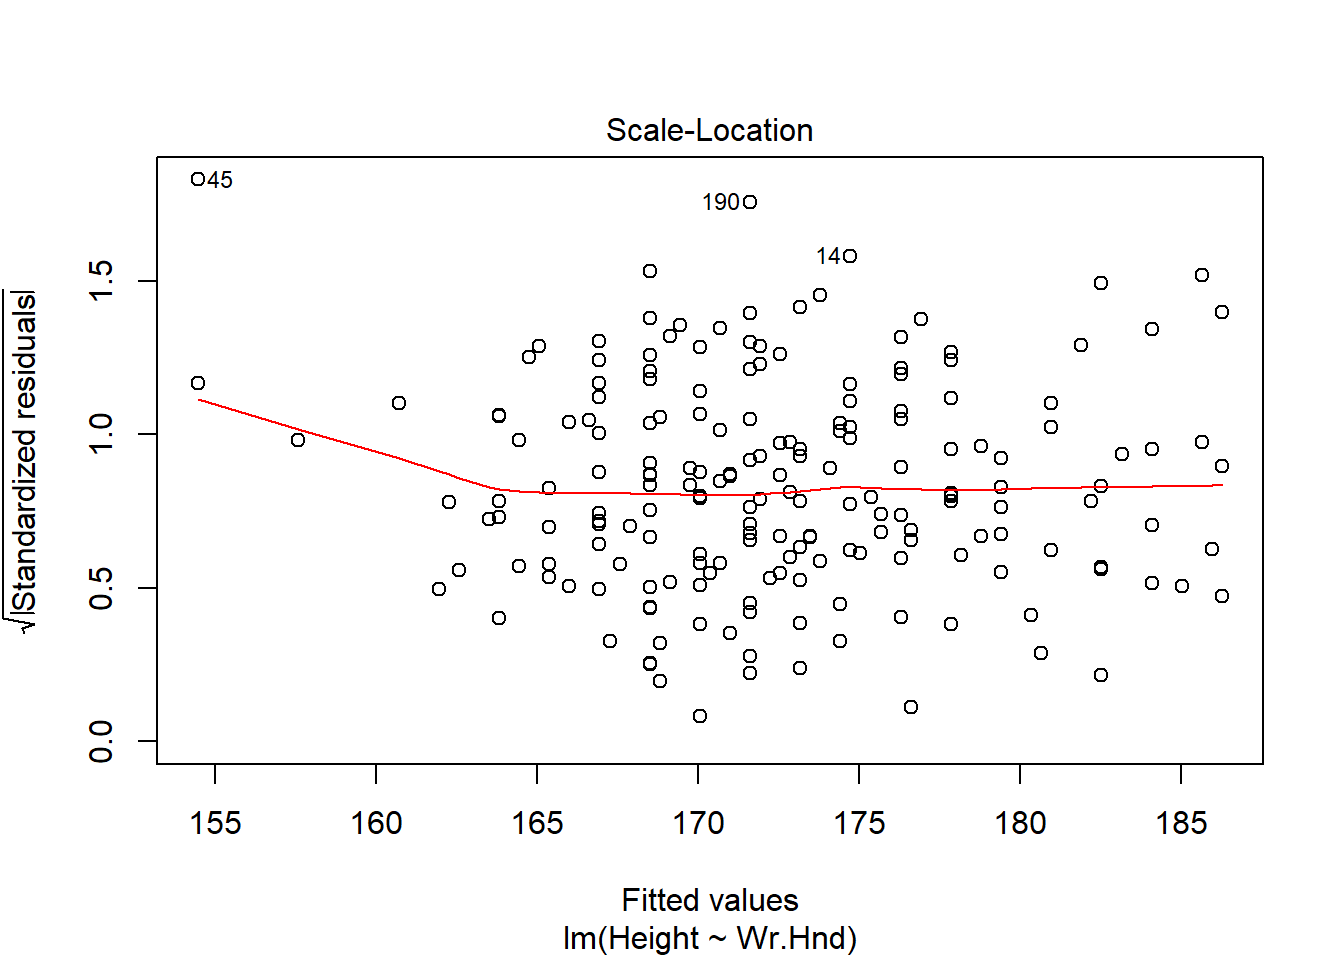 Scale-Location
45
190
14
√|Standardized residuals|
0.0 0.5 1.0 1.5
155 160 165 170 175 180 185
Fitted values
lm(Height ~ Wr.Hnd)